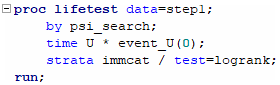 proc lifetest data=step1;
by psi_search;
time U * event_U(0);
strata immcat / test=logrank;
run;